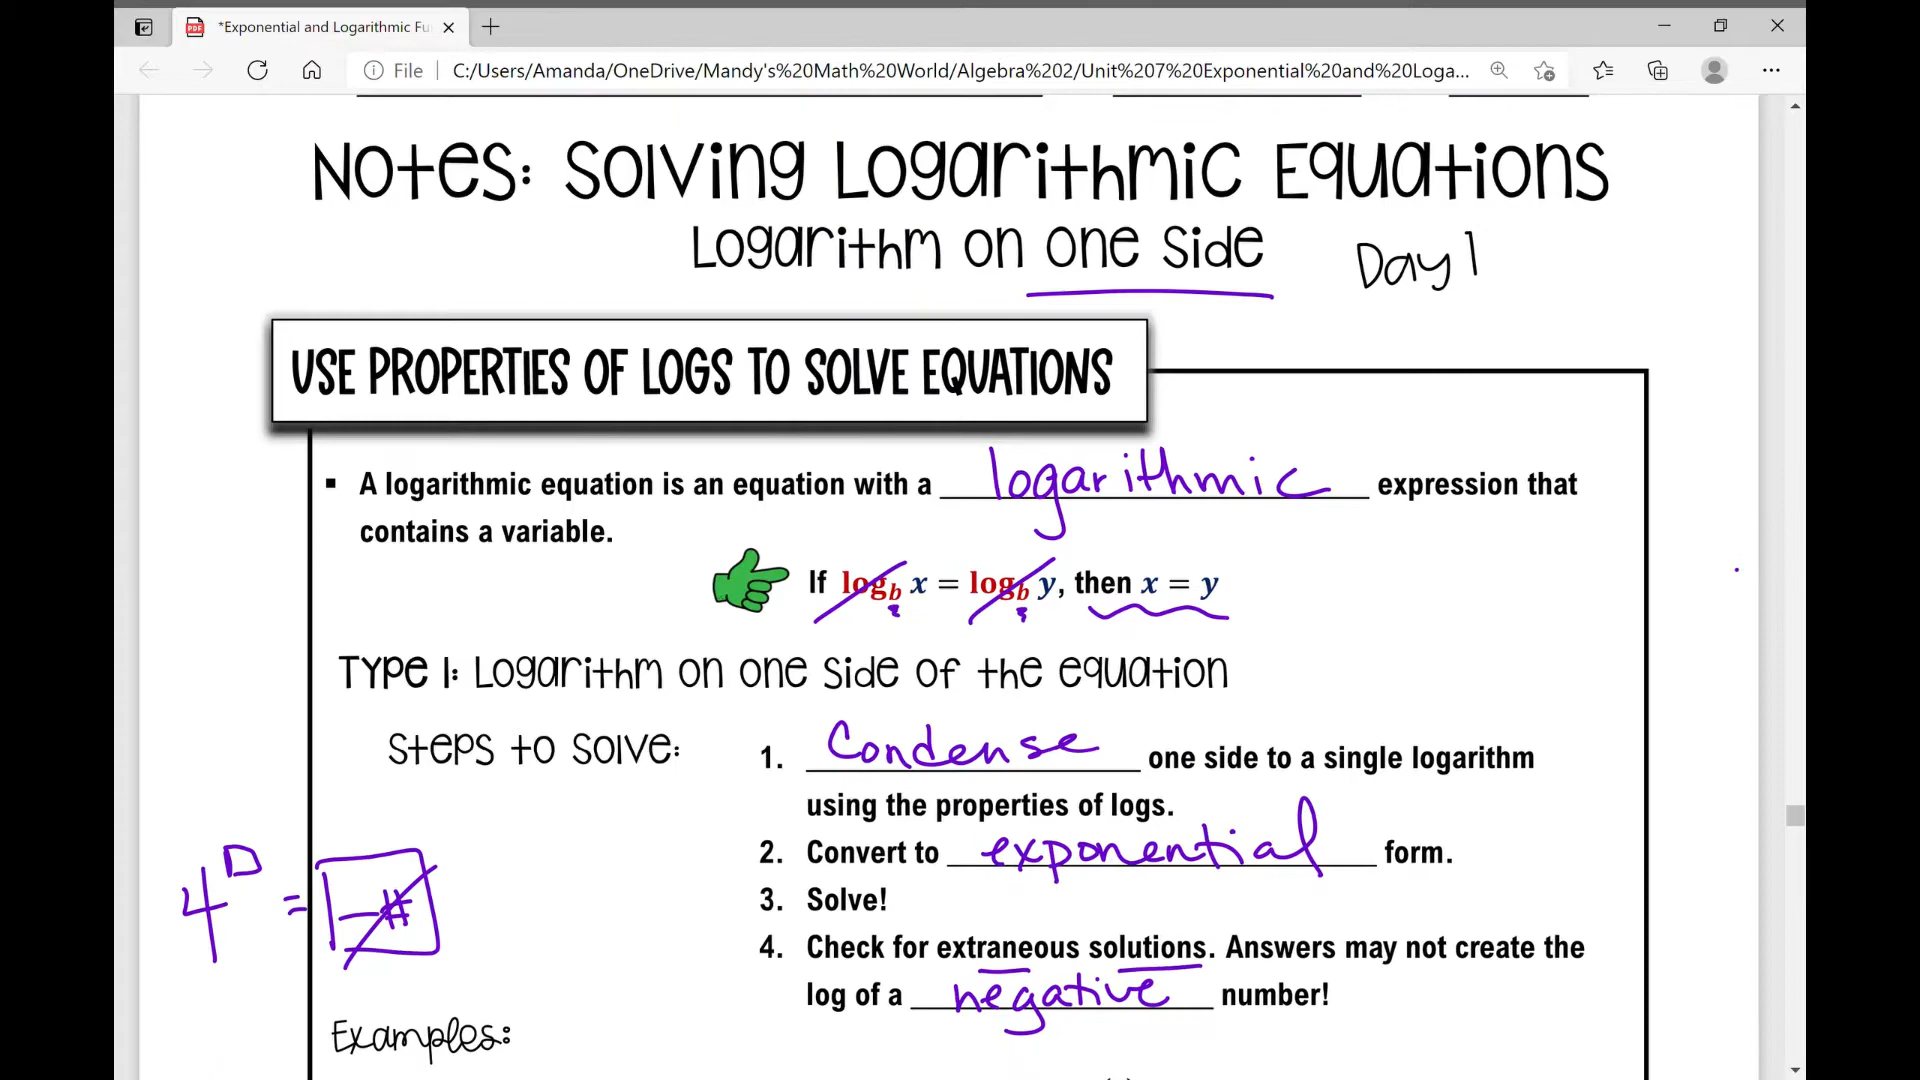 *Exponential and Logarithmic Fu
File C:/Users/Amanda/OneDrive/Mandy's%20Math%20World/Algebra%202/Unit%207%20Exponential%20and%20Loga...
Notes: Solving Logarithmic Equations
Logarithm on one side Day 1
USE PROPERTIES OF LOGS TO SOLVE EQUATIONS
▪ A logarithmic equation is an equation with a logarithmic expression that
contains a variable.
If log_b x = log_b y, then x = y
Type 1: Logarithm on one side of the equation
Steps to solve: 1. Condense one side to a single logarithm
using the properties of logs.
2. Convert to exponential form.
3. Solve!
4^□ = -#
4. Check for extraneous solutions. Answers may not create the
log of a negative number!
Examples: